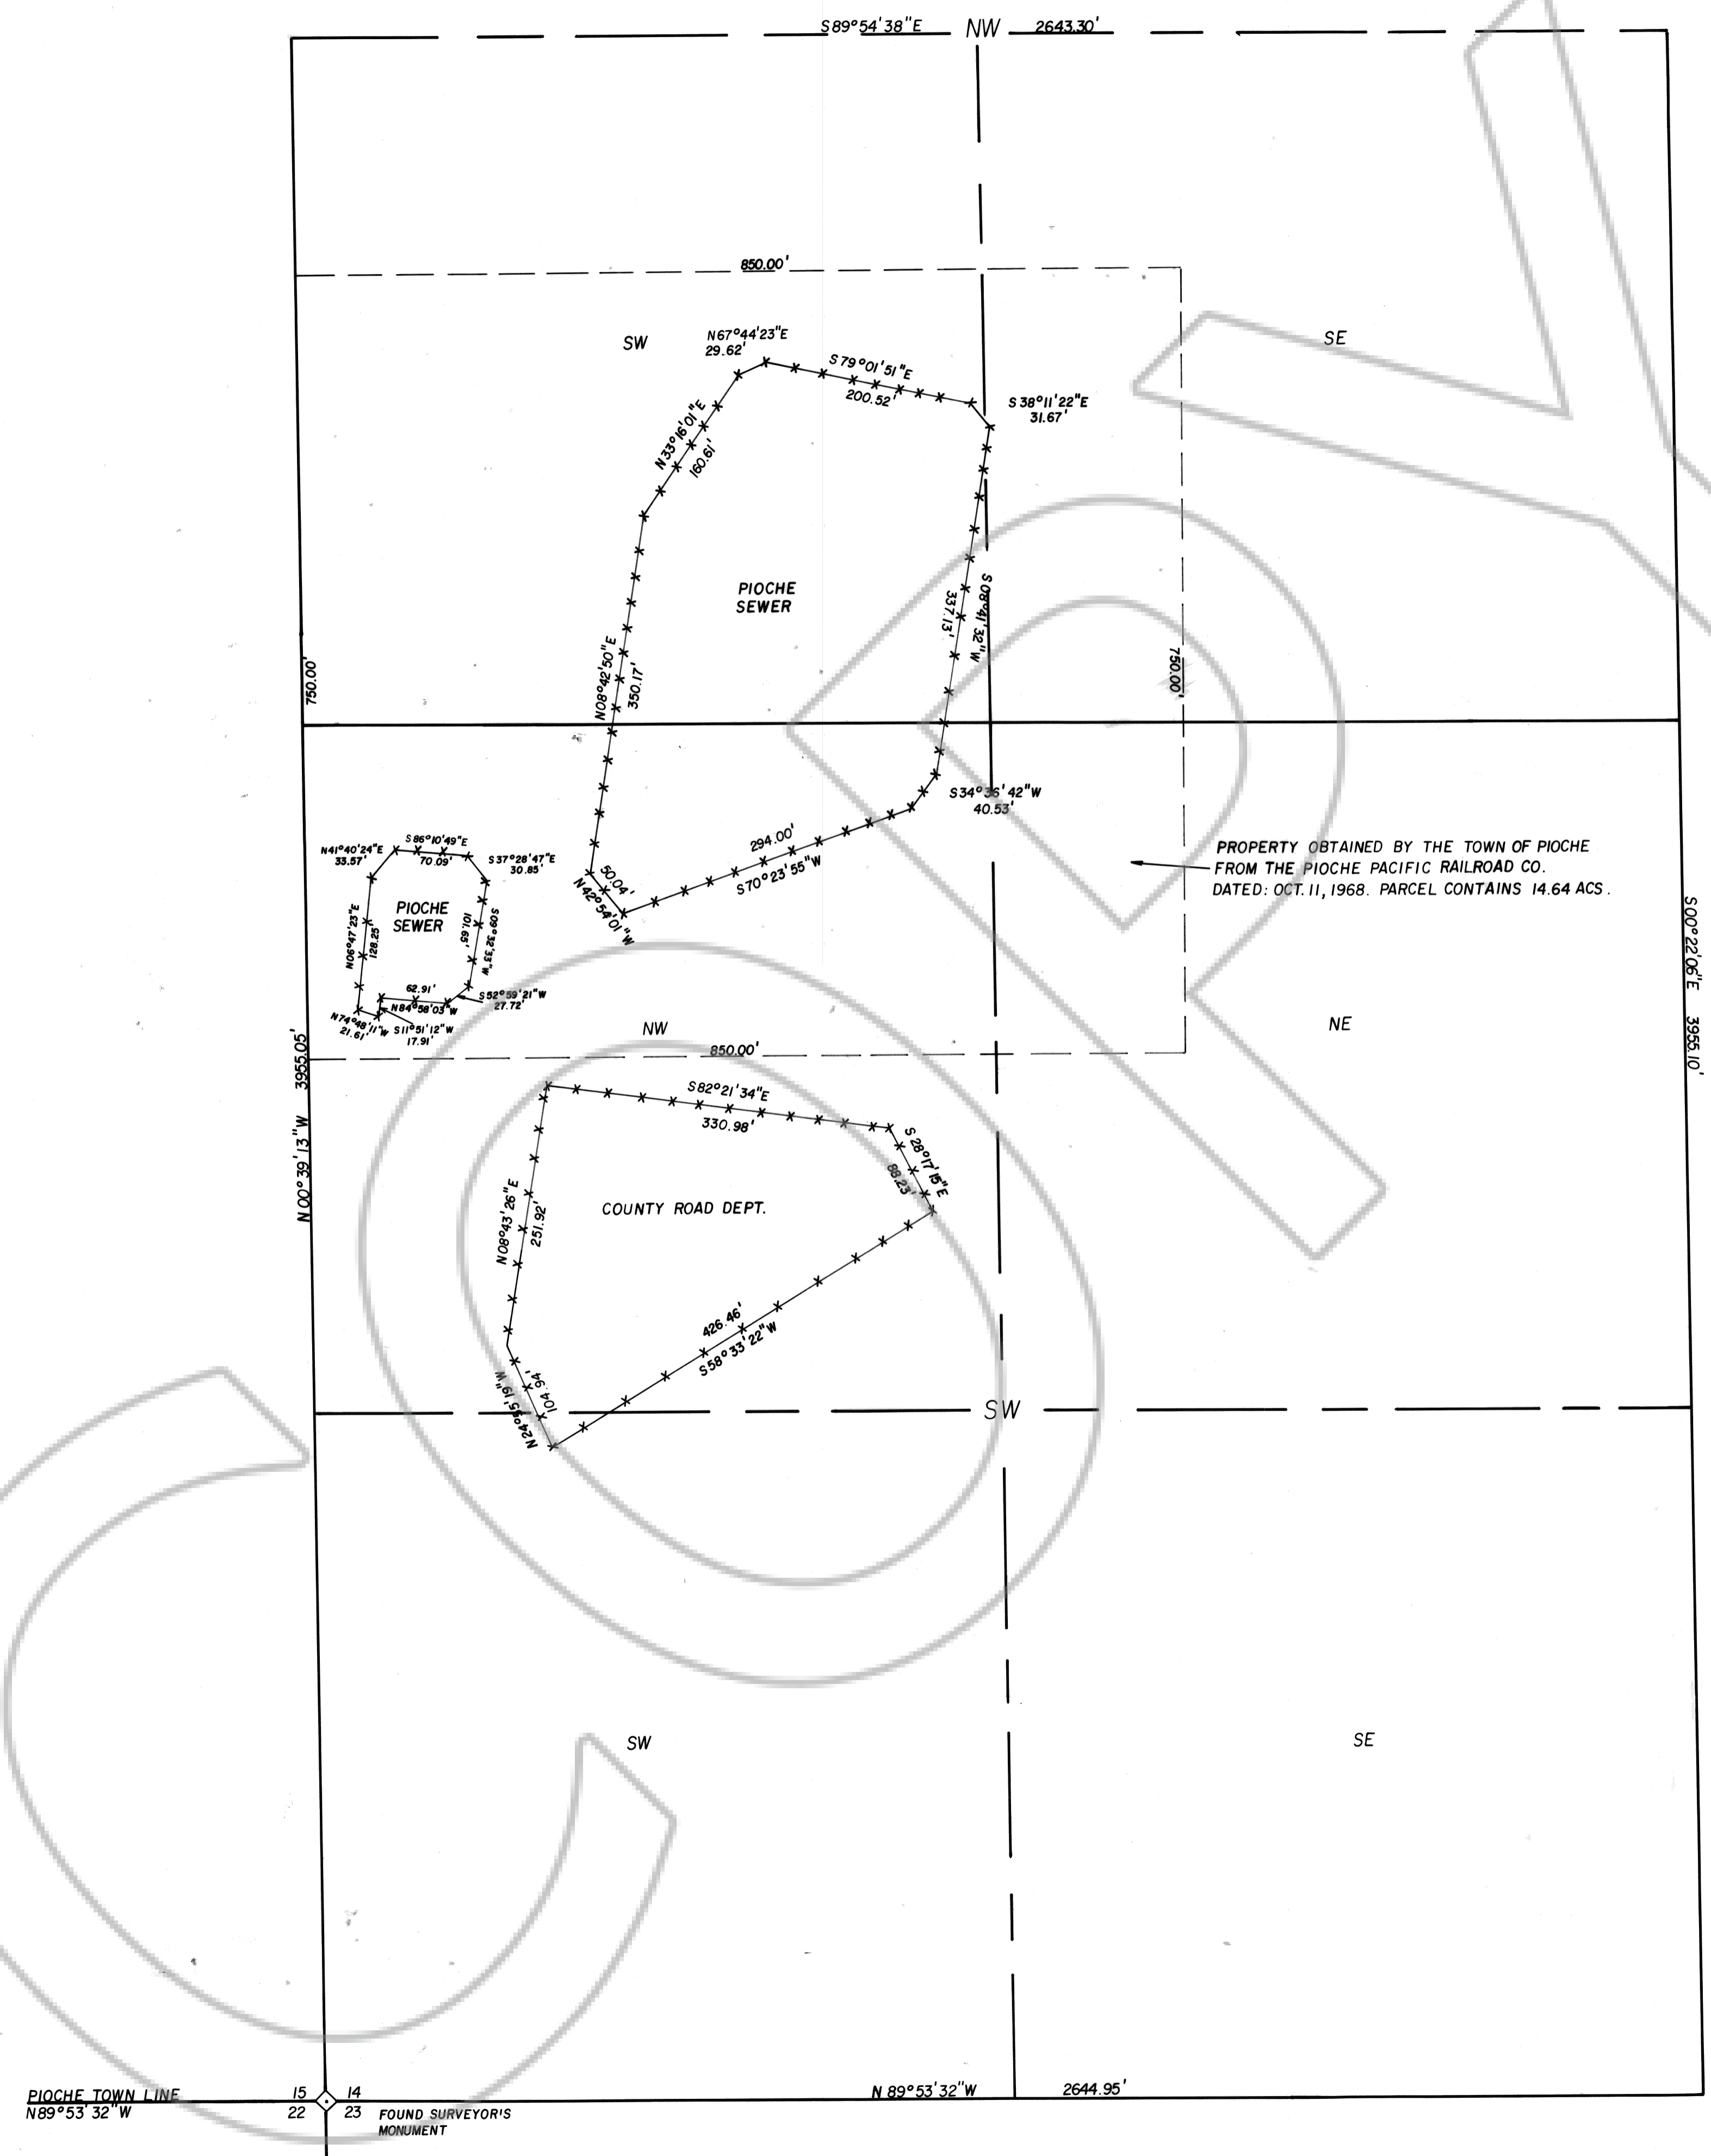 S89°54'38"E NW 2643.30'
850.00'
SW
SE
N67°44'23"E
29.62'
S79°01'51"E
200.52'
S38°11'22"E
31.67'
N33°16'01"E
160.61'
PIOCHE
SEWER
S08°41'32"W
337.13'
N08°42'50"E
350.17'
750.00'
750.00'
S34°36'42"W
40.53'
294.00'
S70°23'55"W
50.04'
N42°54'01"W
S86°10'49"E
70.09'
N41°40'24"E
33.57'
S37°28'47"E
30.85'
PIOCHE
SEWER
N06°47'23"E
128.25'
S09°32'33"W
101.65'
62.91'
N84°58'03"W
S52°59'21"W
27.72'
N74°48'11"W
21.61'
S11°51'12"W
17.91'
PROPERTY OBTAINED BY THE TOWN OF PIOCHE
FROM THE PIOCHE PACIFIC RAILROAD CO.
DATED: OCT. 11, 1968. PARCEL CONTAINS 14.64 ACS.
S00°22'06"E 3955.10'
NW
NE
850.00'
N00°39'13"W 3955.05'
S82°21'34"E
330.98'
S28°17'15"E
88.23'
COUNTY ROAD DEPT.
N08°43'26"E
251.92'
426.46'
S58°33'22"W
N24°55'19"W
104.94'
SW
SW
SE
PIOCHE TOWN LINE
N89°53'32"W
15 14
22 23
FOUND SURVEYOR'S
MONUMENT
N89°53'32"W 2644.95'
COPY